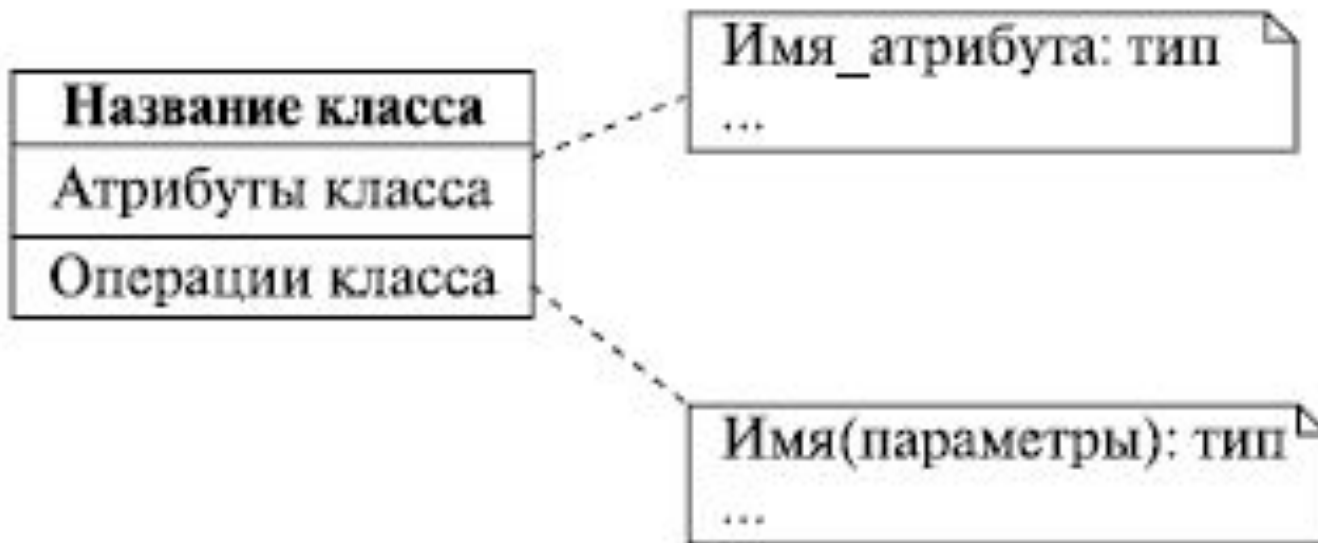 Название класса
Атрибуты класса
Операции класса
Имя_атрибута: тип
...
Имя(параметры): тип
...